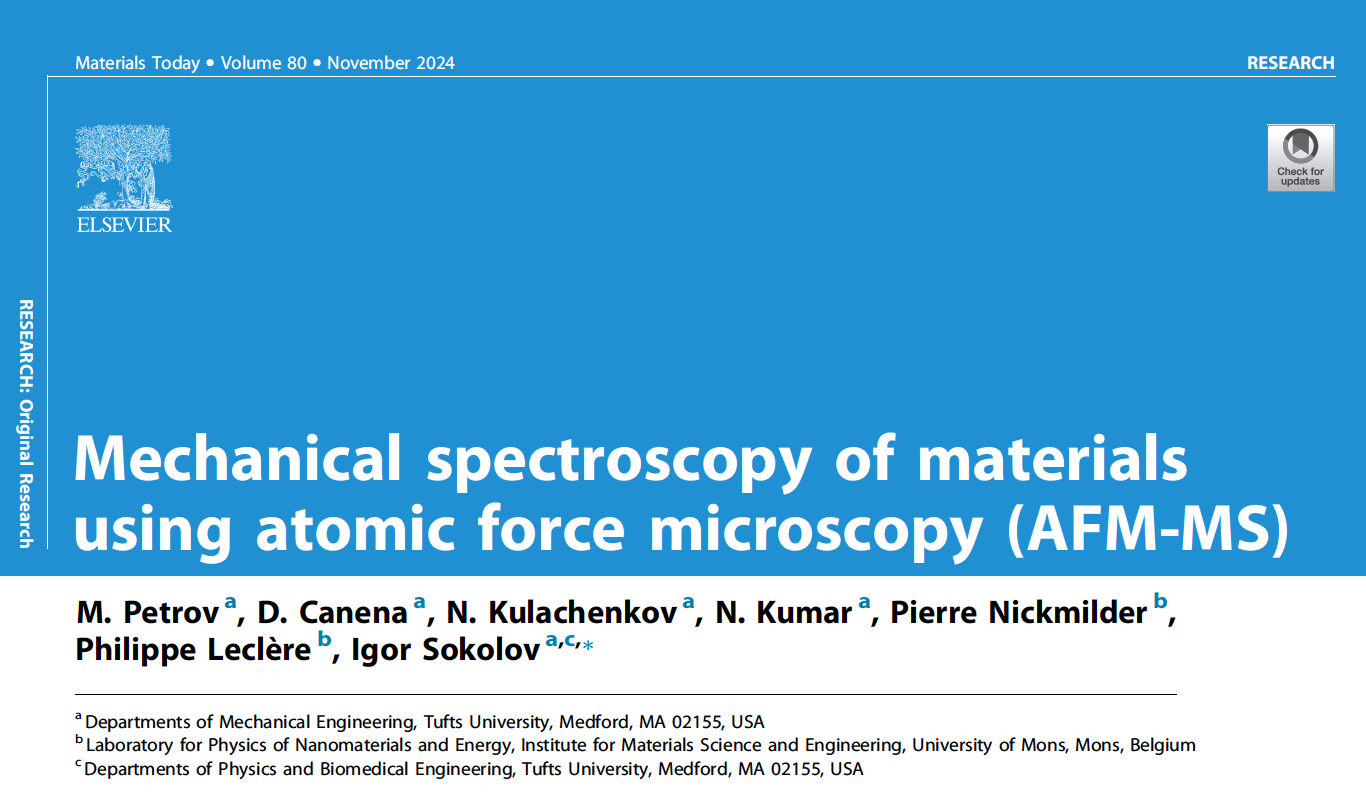 Materials Today • Volume 80 • November 2024
RESEARCH
ELSEVIER
Check for
updates
RESEARCH: Original Research
Mechanical spectroscopy of materials
using atomic force microscopy (AFM-MS)
M. Petrov a, D. Canena a, N. Kulachenkov a, N. Kumar a, Pierre Nickmilder b,
Philippe Leclère b, Igor Sokolov a,c,*
a Departments of Mechanical Engineering, Tufts University, Medford, MA 02155, USA
b Laboratory for Physics of Nanomaterials and Energy, Institute for Materials Science and Engineering, University of Mons, Mons, Belgium
c Departments of Physics and Biomedical Engineering, Tufts University, Medford, MA 02155, USA